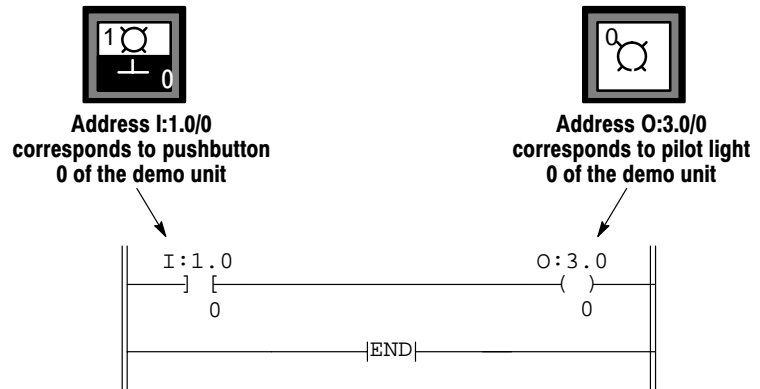 1
0
0
Address I:1.0/0
corresponds to pushbutton
0 of the demo unit
Address O:3.0/0
corresponds to pilot light
0 of the demo unit
I:1.0
O:3.0
] [
( )
0
0
END